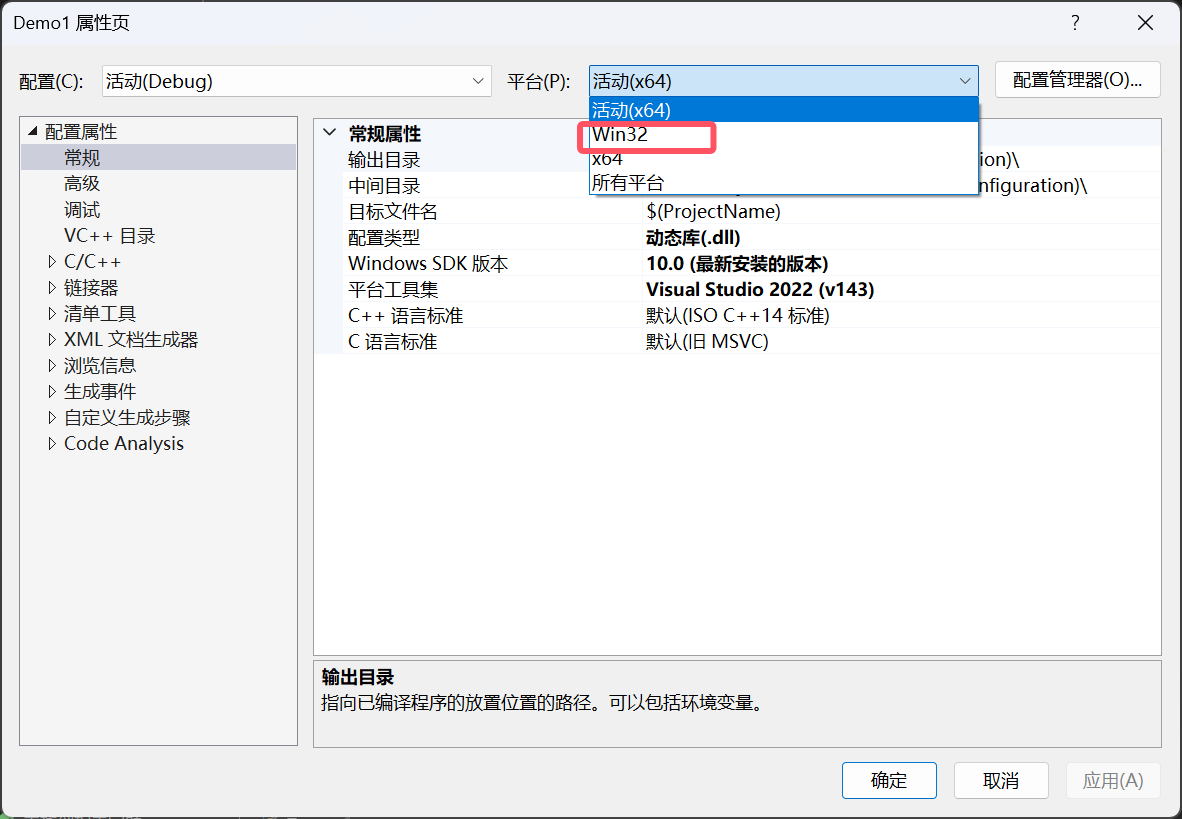 Demo1 属性页
配置(C): 活动(Debug) 平台(P): 活动(x64) 配置管理器(O)...
活动(x64)
Win32
x64
所有平台
配置属性
常规
高级
调试
VC++ 目录
C/C++
链接器
清单工具
XML 文档生成器
浏览信息
生成事件
自定义生成步骤
Code Analysis
常规属性
输出目录 ion)\
中间目录 nfiguration)\
目标文件名 $(ProjectName)
配置类型 动态库(.dll)
Windows SDK 版本 10.0 (最新安装的版本)
平台工具集 Visual Studio 2022 (v143)
C++ 语言标准 默认(ISO C++14 标准)
C 语言标准 默认(旧 MSVC)
输出目录
指向已编译程序的放置位置的路径。可以包括环境变量。
确定 取消 应用(A)